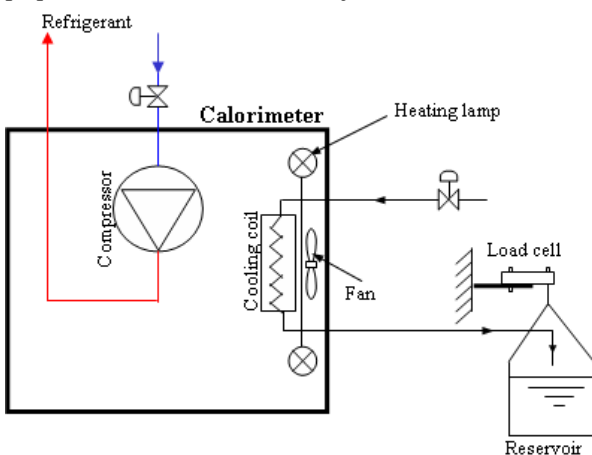 Refrigerant
Calorimeter
Heating lamp
Compressor
Cooling coil
Fan
Load cell
Reservoir